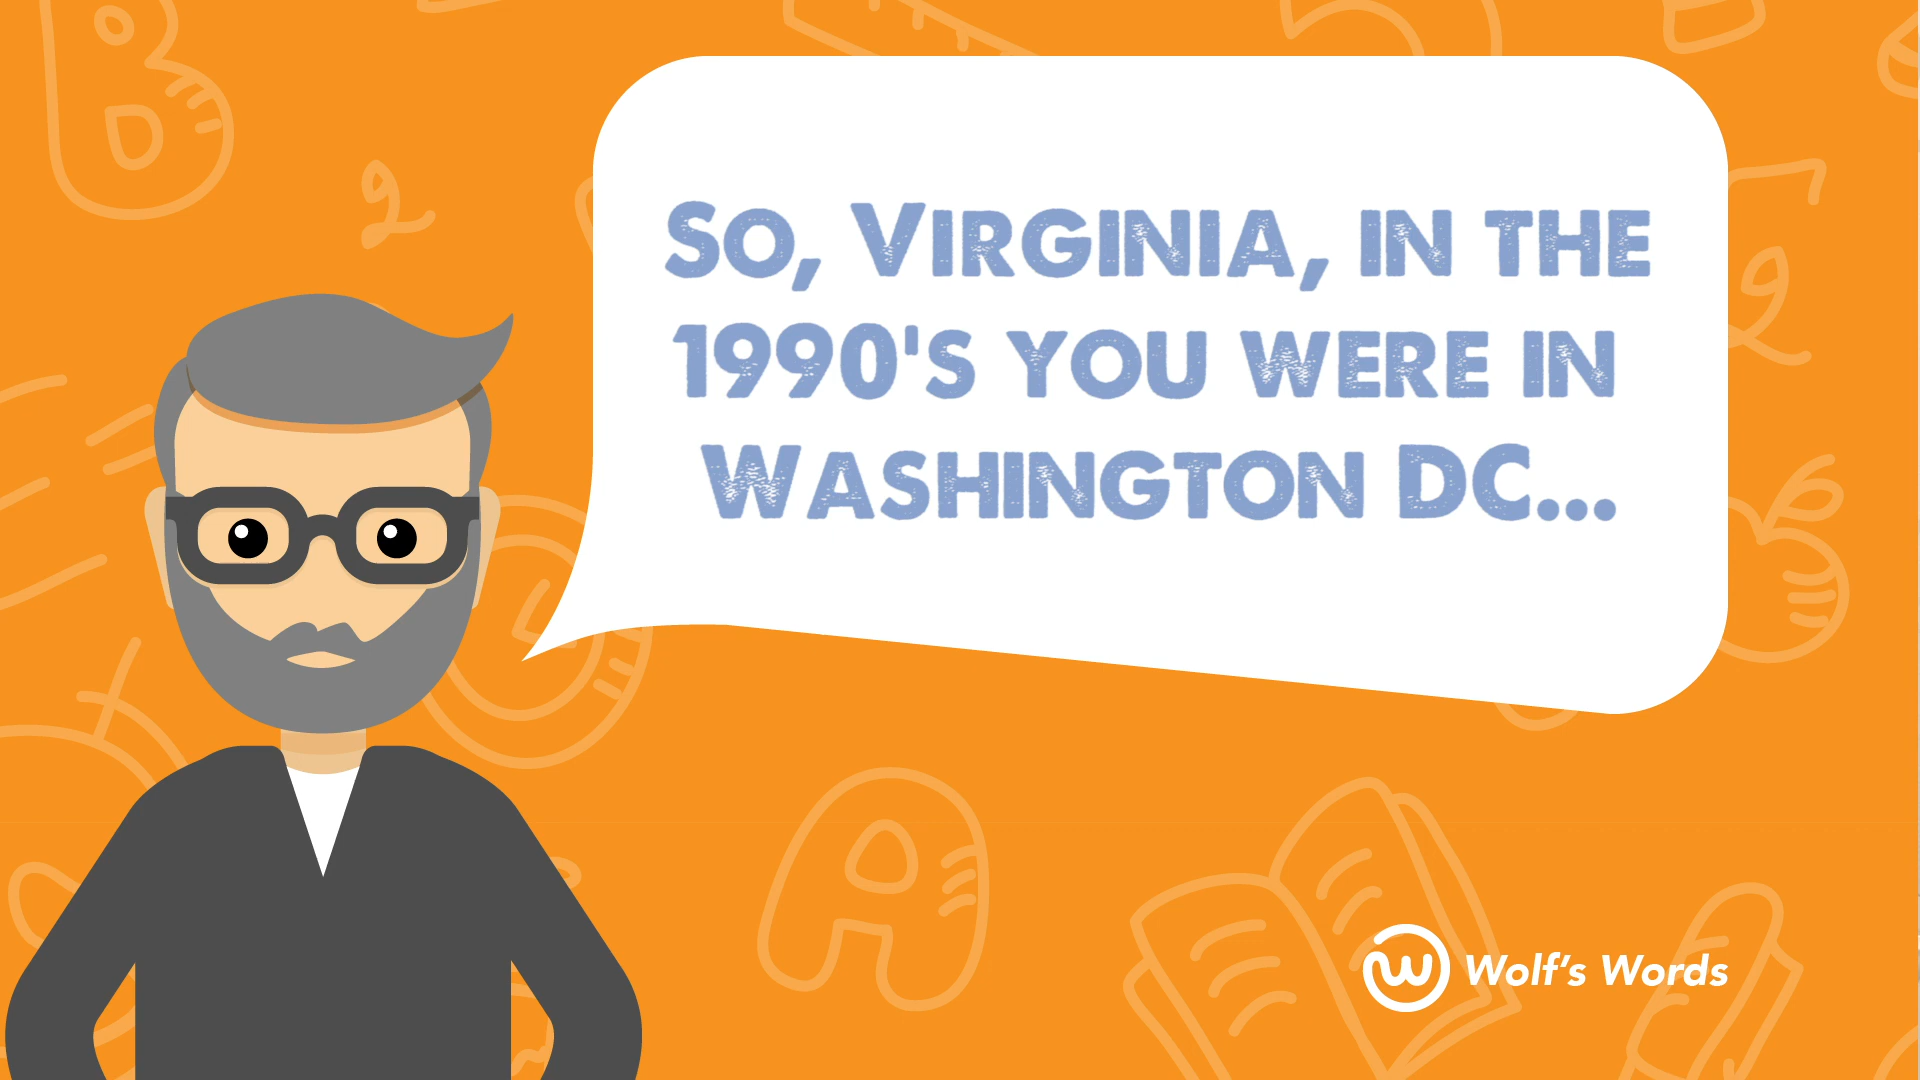 So, Virginia, in the
1990's you were in
Washington DC...
Wolf's Words